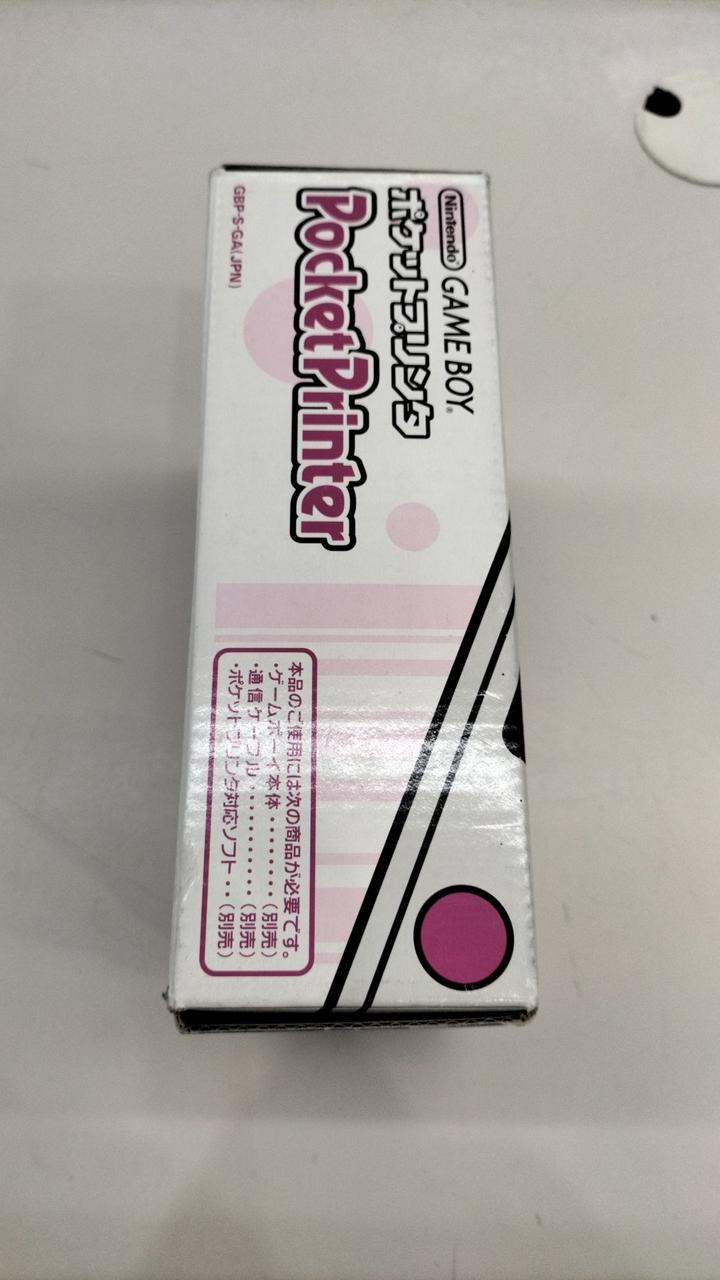 Nintendo GAME BOY®
ポケットプリンタ
PocketPrinter
GBP-S-GA(JPN)
本品のご使用には次の商品が必要です。
・ゲームボーイ本体・・・・・・・・(別売)
・通信ケーブル・・・・・・・・・・(別売)
・ポケットプリンタ対応ソフト・・(別売)